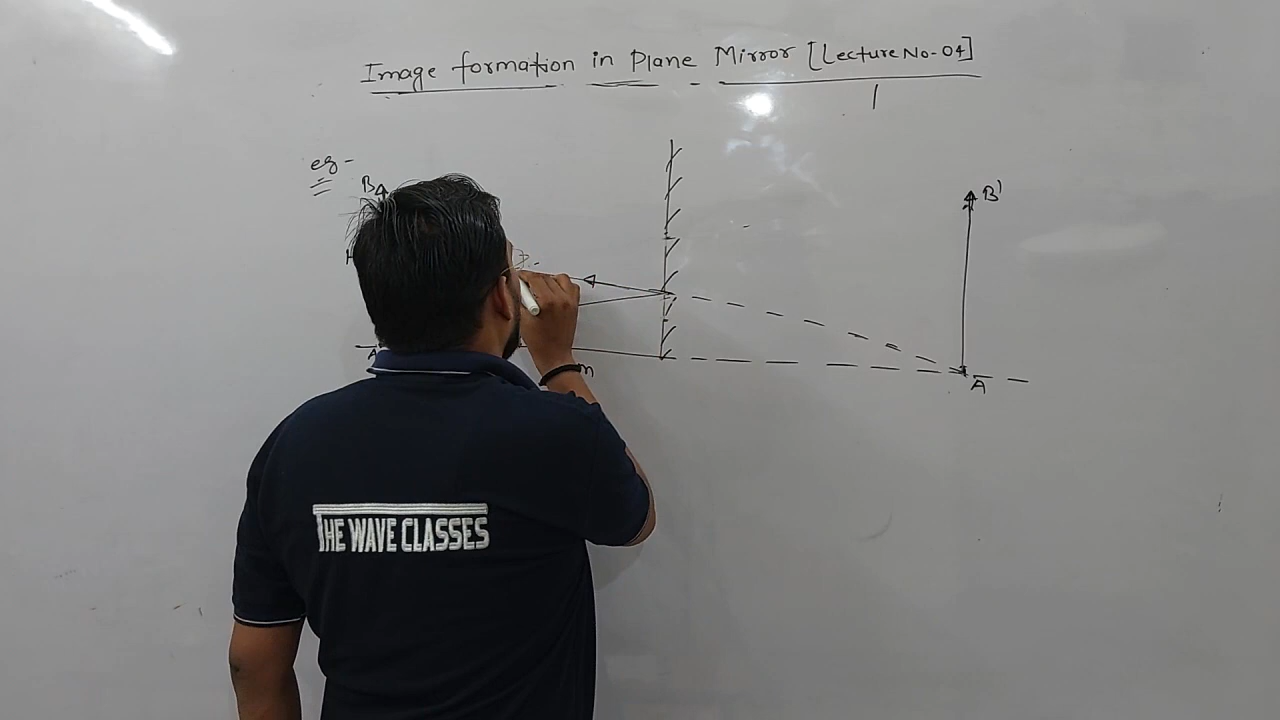 Image formation in Plane Mirror [Lecture No-04]
eg-
B
B'
H
A
m
A
THE WAVE CLASSES